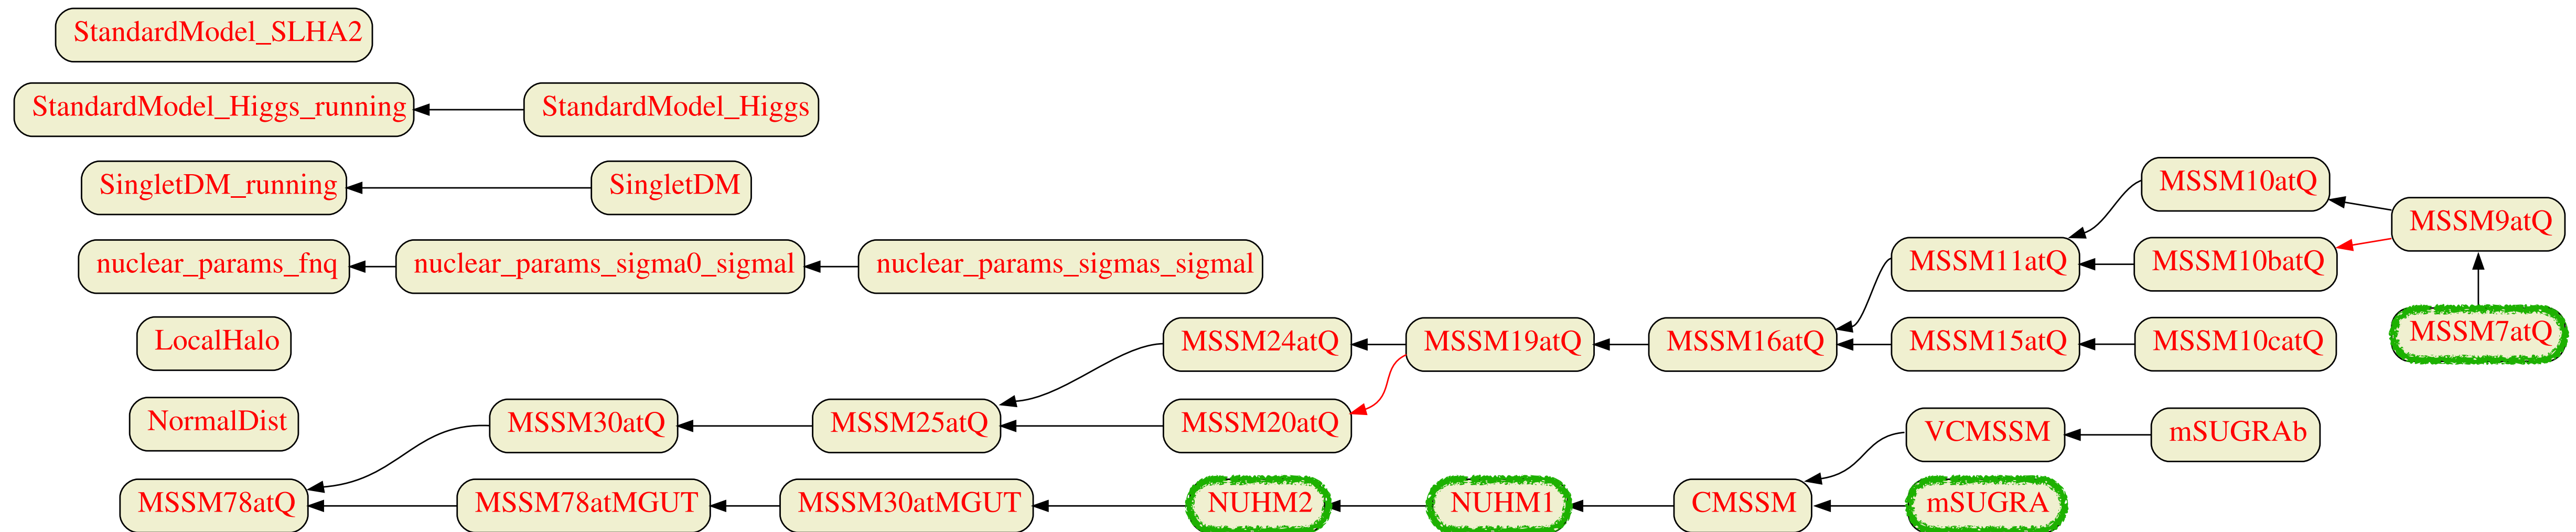 StandardModel_SLHA2
StandardModel_Higgs_running
StandardModel_Higgs
SingletDM_running
SingletDM
MSSM10atQ
MSSM9atQ
nuclear_params_fnq
nuclear_params_sigma0_sigmal
nuclear_params_sigmas_sigmal
MSSM11atQ
MSSM10batQ
LocalHalo
MSSM24atQ
MSSM19atQ
MSSM16atQ
MSSM15atQ
MSSM10catQ
MSSM7atQ
NormalDist
MSSM30atQ
MSSM25atQ
MSSM20atQ
VCMSSM
mSUGRAb
MSSM78atQ
MSSM78atMGUT
MSSM30atMGUT
NUHM2
NUHM1
CMSSM
mSUGRA